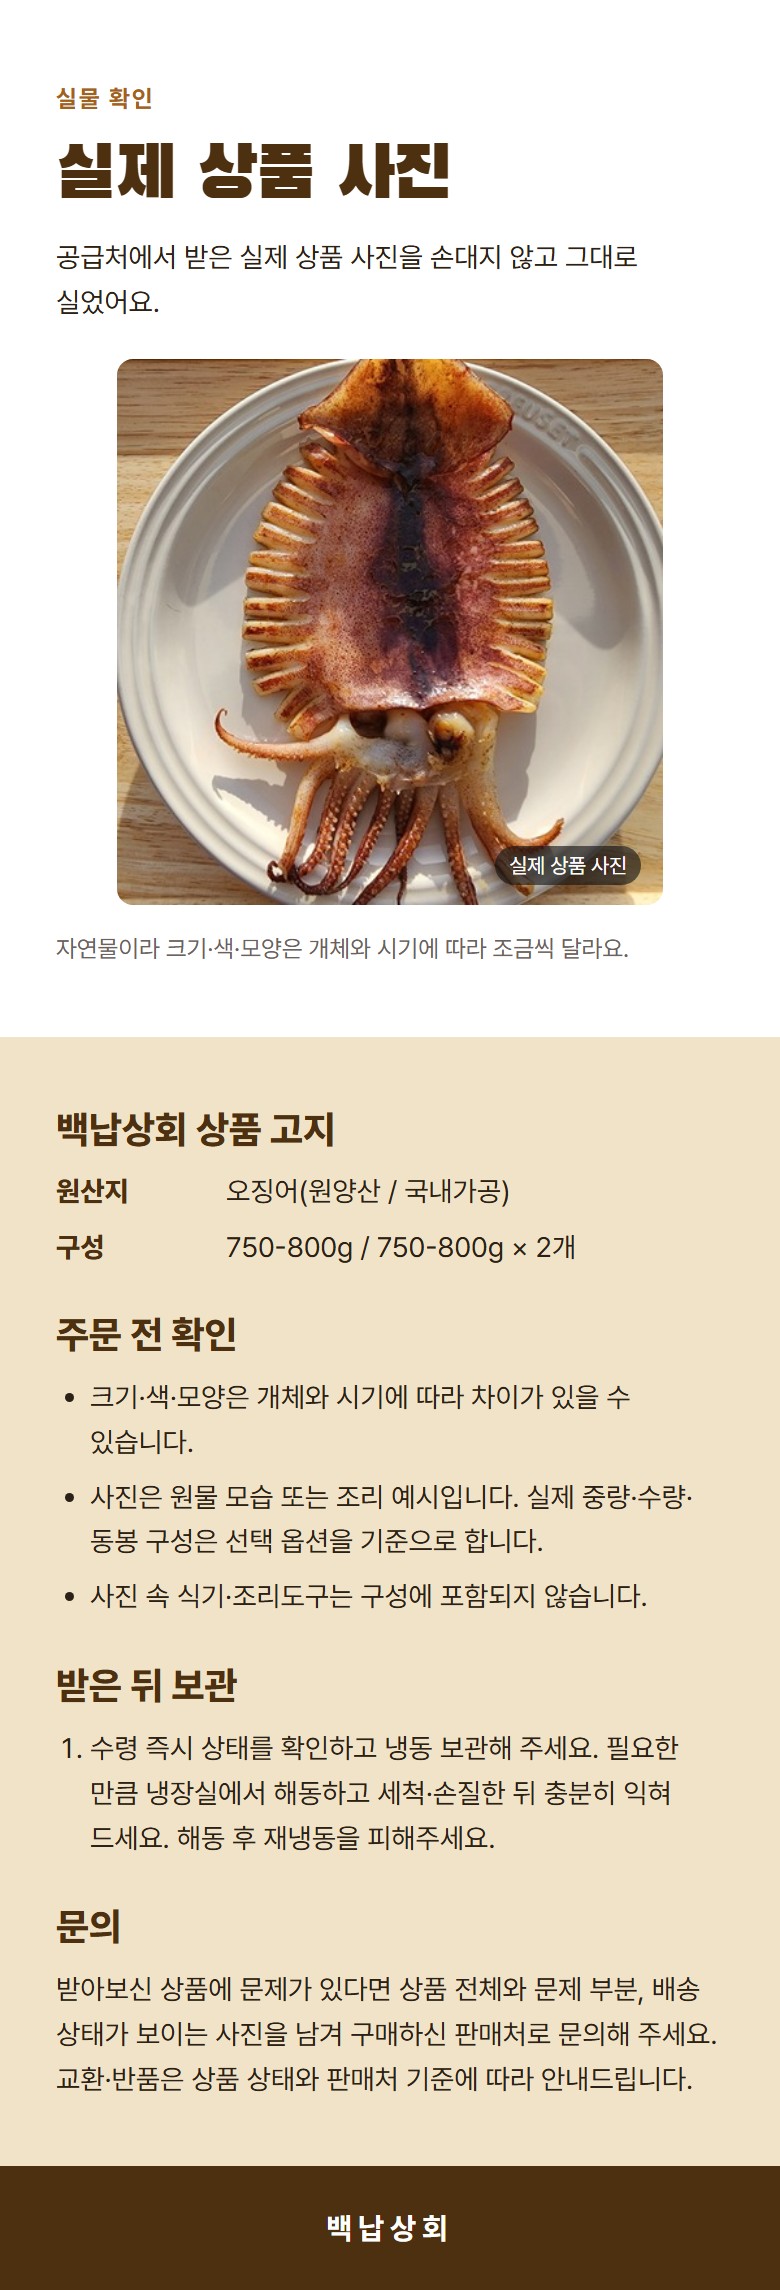 실물 확인
실제 상품 사진
공급처에서 받은 실제 상품 사진을 손대지 않고 그대로
실었어요.
실제 상품 사진
자연물이라 크기·색·모양은 개체와 시기에 따라 조금씩 달라요.
백납상회 상품 고지
원산지 오징어(원양산 / 국내가공)
구성 750-800g / 750-800g × 2개
주문 전 확인
• 크기·색·모양은 개체와 시기에 따라 차이가 있을 수
있습니다.
• 사진은 원물 모습 또는 조리 예시입니다. 실제 중량·수량·
동봉 구성은 선택 옵션을 기준으로 합니다.
• 사진 속 식기·조리도구는 구성에 포함되지 않습니다.
받은 뒤 보관
1. 수령 즉시 상태를 확인하고 냉동 보관해 주세요. 필요한
만큼 냉장실에서 해동하고 세척·손질한 뒤 충분히 익혀
드세요. 해동 후 재냉동을 피해주세요.
문의
받아보신 상품에 문제가 있다면 상품 전체와 문제 부분, 배송
상태가 보이는 사진을 남겨 구매하신 판매처로 문의해 주세요.
교환·반품은 상품 상태와 판매처 기준에 따라 안내드립니다.
백납상회